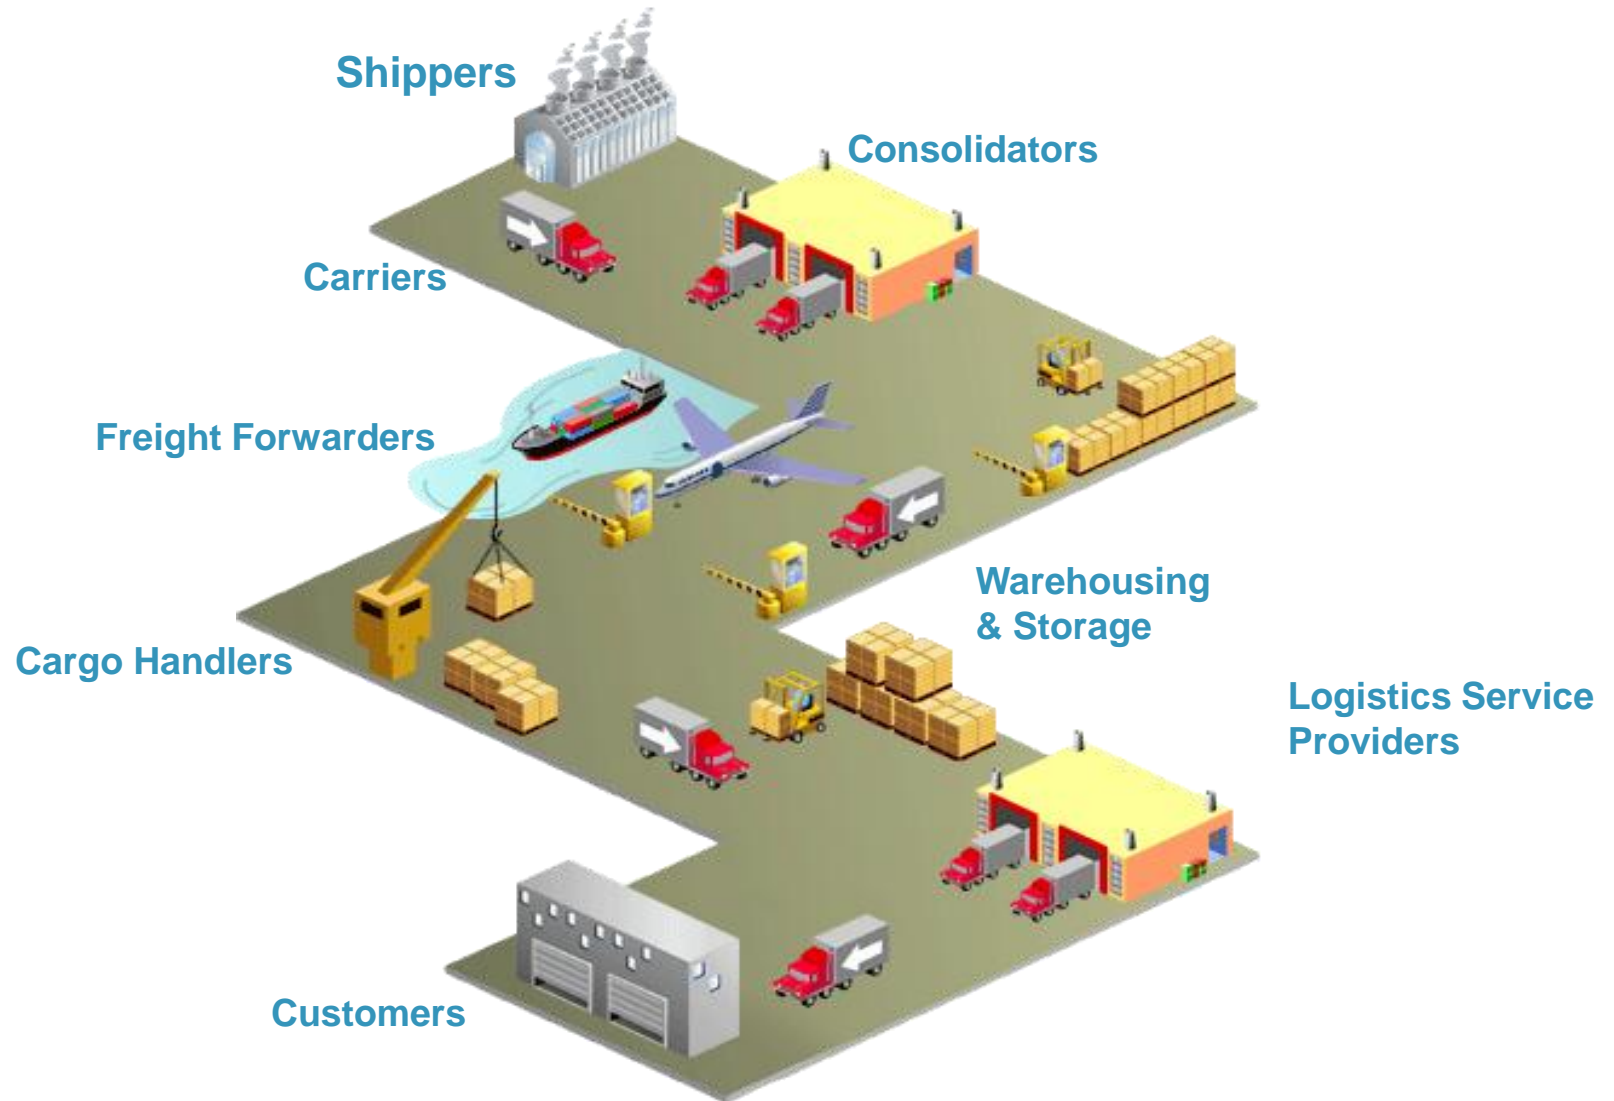 Shippers
Consolidators
Carriers
Freight Forwarders
Warehousing
& Storage
Cargo Handlers
Logistics Service
Providers
Customers